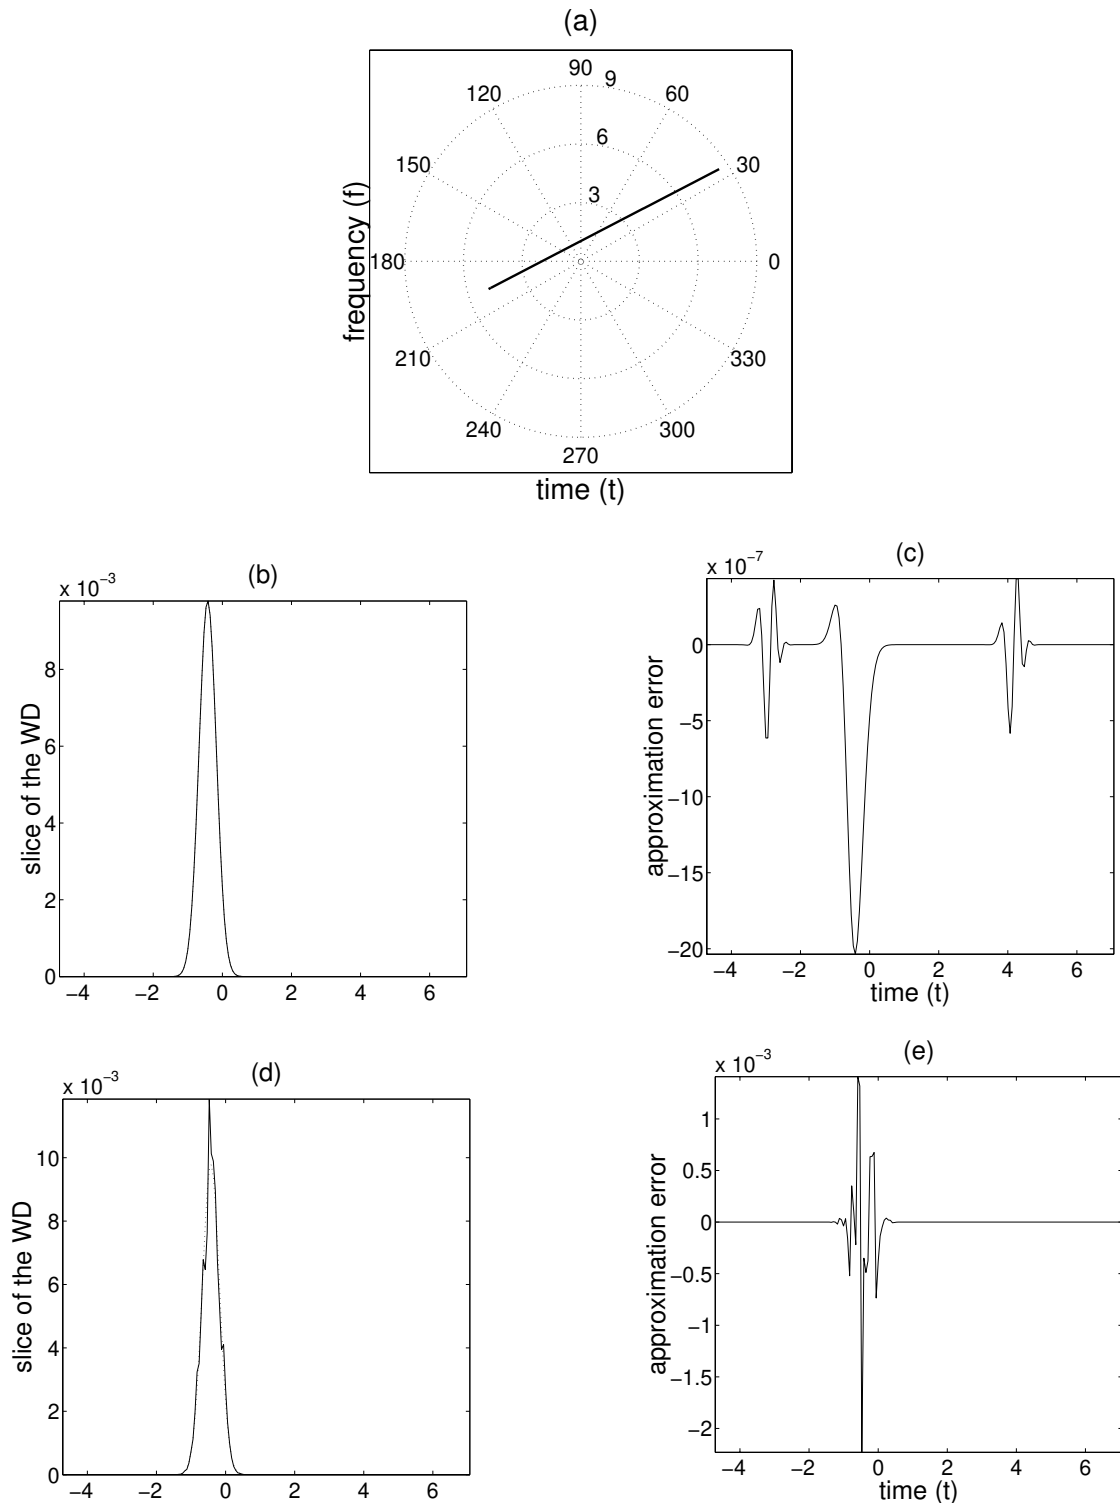 (a)
90
9
120
60
6
150
30
3
frequency (f)
180
0
210
330
240
300
270
time (t)
(b)
x 10^−3
slice of the WD
8
6
4
2
0
−4 −2 0 2 4 6
(c)
x 10^−7
approximation error
0
−5
−10
−15
−20
−4 −2 0 2 4 6
time (t)
(d)
x 10^−3
slice of the WD
10
8
6
4
2
0
−4 −2 0 2 4 6
(e)
x 10^−3
approximation error
1
0.5
0
−0.5
−1
−1.5
−2
−4 −2 0 2 4 6
time (t)